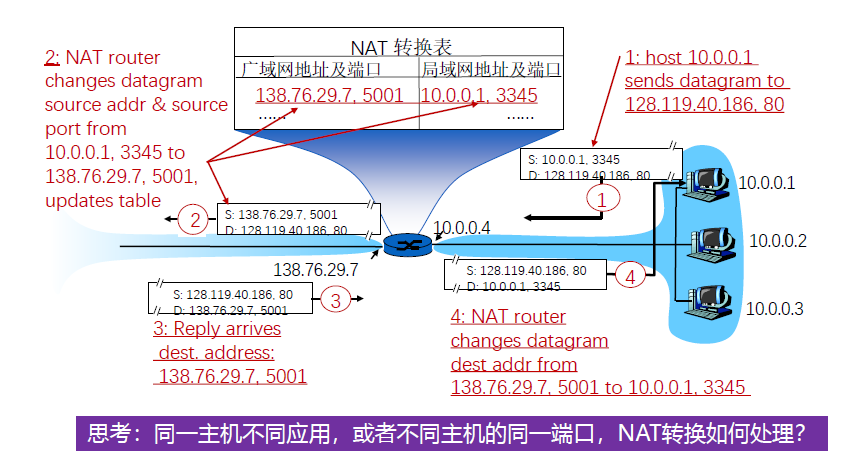 2: NAT router
changes datagram
source addr & source
port from
10.0.0.1, 3345 to
138.76.29.7, 5001,
updates table
NAT 转换表
广域网地址及端口 局域网地址及端口
138.76.29.7, 5001 10.0.0.1, 3345
…… ……
1: host 10.0.0.1
sends datagram to
128.119.40.186, 80
S: 10.0.0.1, 3345
D: 128.119.40.186, 80
1
10.0.0.1
S: 138.76.29.7, 5001
D: 128.119.40.186, 80
2
10.0.0.4
10.0.0.2
138.76.29.7
S: 128.119.40.186, 80
D: 10.0.0.1, 3345
4
S: 128.119.40.186, 80
D: 138.76.29.7, 5001
3
10.0.0.3
3: Reply arrives
dest. address:
138.76.29.7, 5001
4: NAT router
changes datagram
dest addr from
138.76.29.7, 5001 to 10.0.0.1, 3345
思考：同一主机不同应用，或者不同主机的同一端口，NAT转换如何处理？